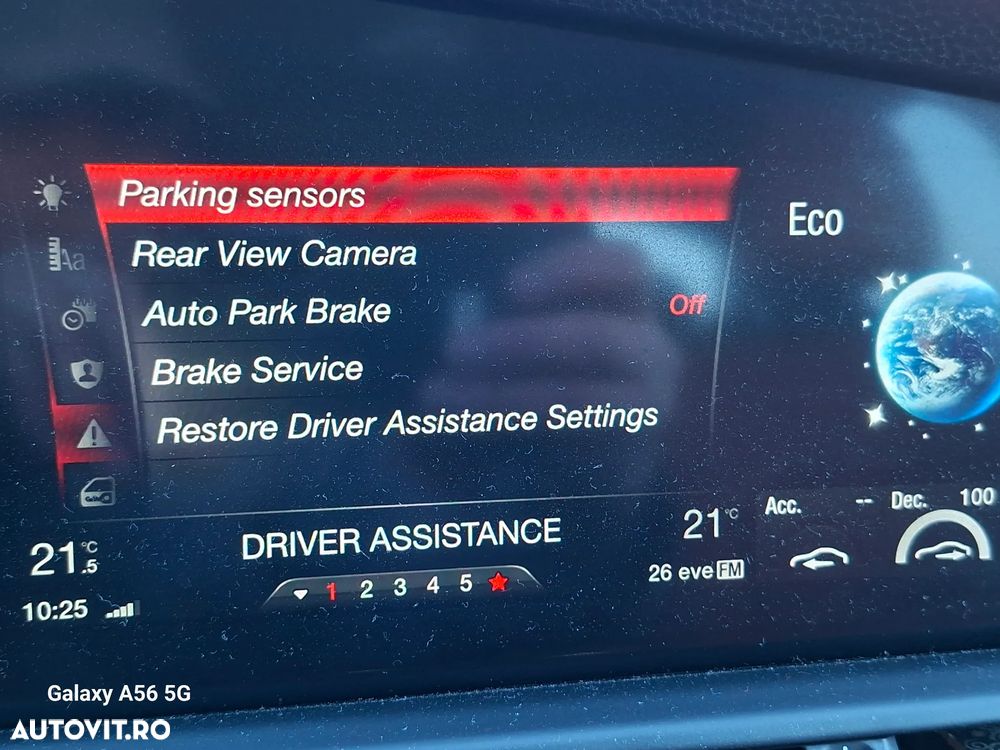 Parking sensors
Rear View Camera
Auto Park Brake Off
Brake Service
Restore Driver Assistance Settings
Eco
Aa
DRIVER ASSISTANCE
21.5 °C
10:25
1 2 3 4 5
21 °C
26 eve FM
Acc. -- Dec. 100
Galaxy A56 5G
AUTOVIT.RO